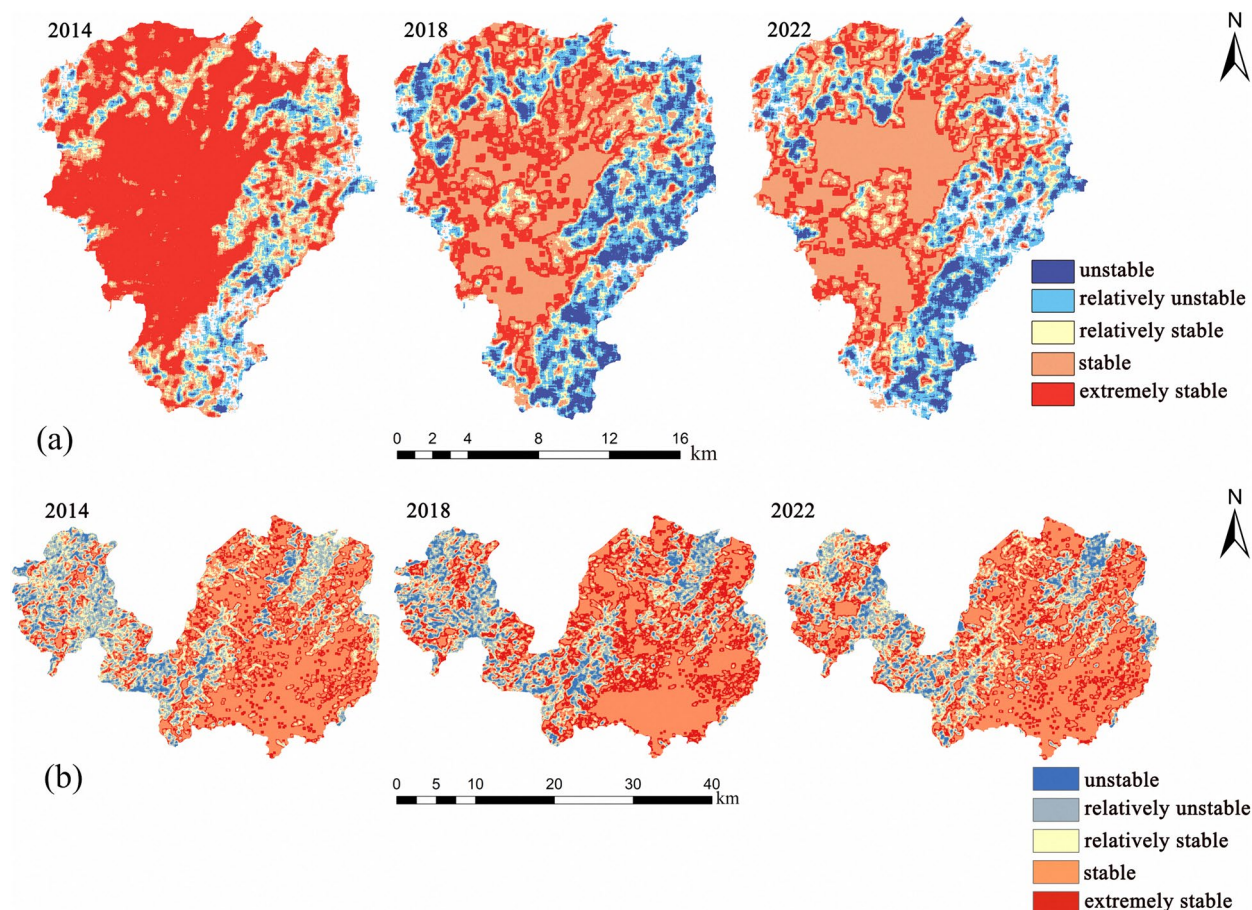 2014
2018
2022
N
unstable
relatively unstable
relatively stable
stable
extremely stable
(a)
0 2 4 8 12 16
km
2014
2018
2022
N
(b)
0 5 10 20 30 40
km
unstable
relatively unstable
relatively stable
stable
extremely stable